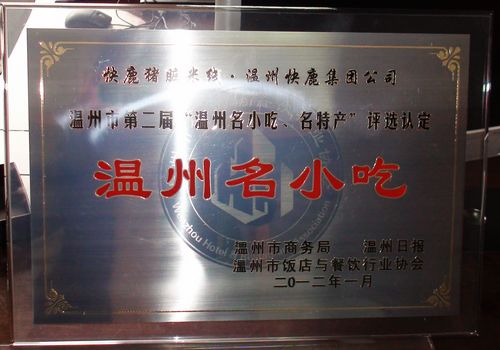 快鹿猪脏米线·温州快鹿集团公司
温州市第二届“温州名小吃、名特产”评选认定
温州名小吃
温州市商务局 温州日报
温州市饭店与餐饮行业协会
二〇一二年一月
Wenzhou Hotel
Association